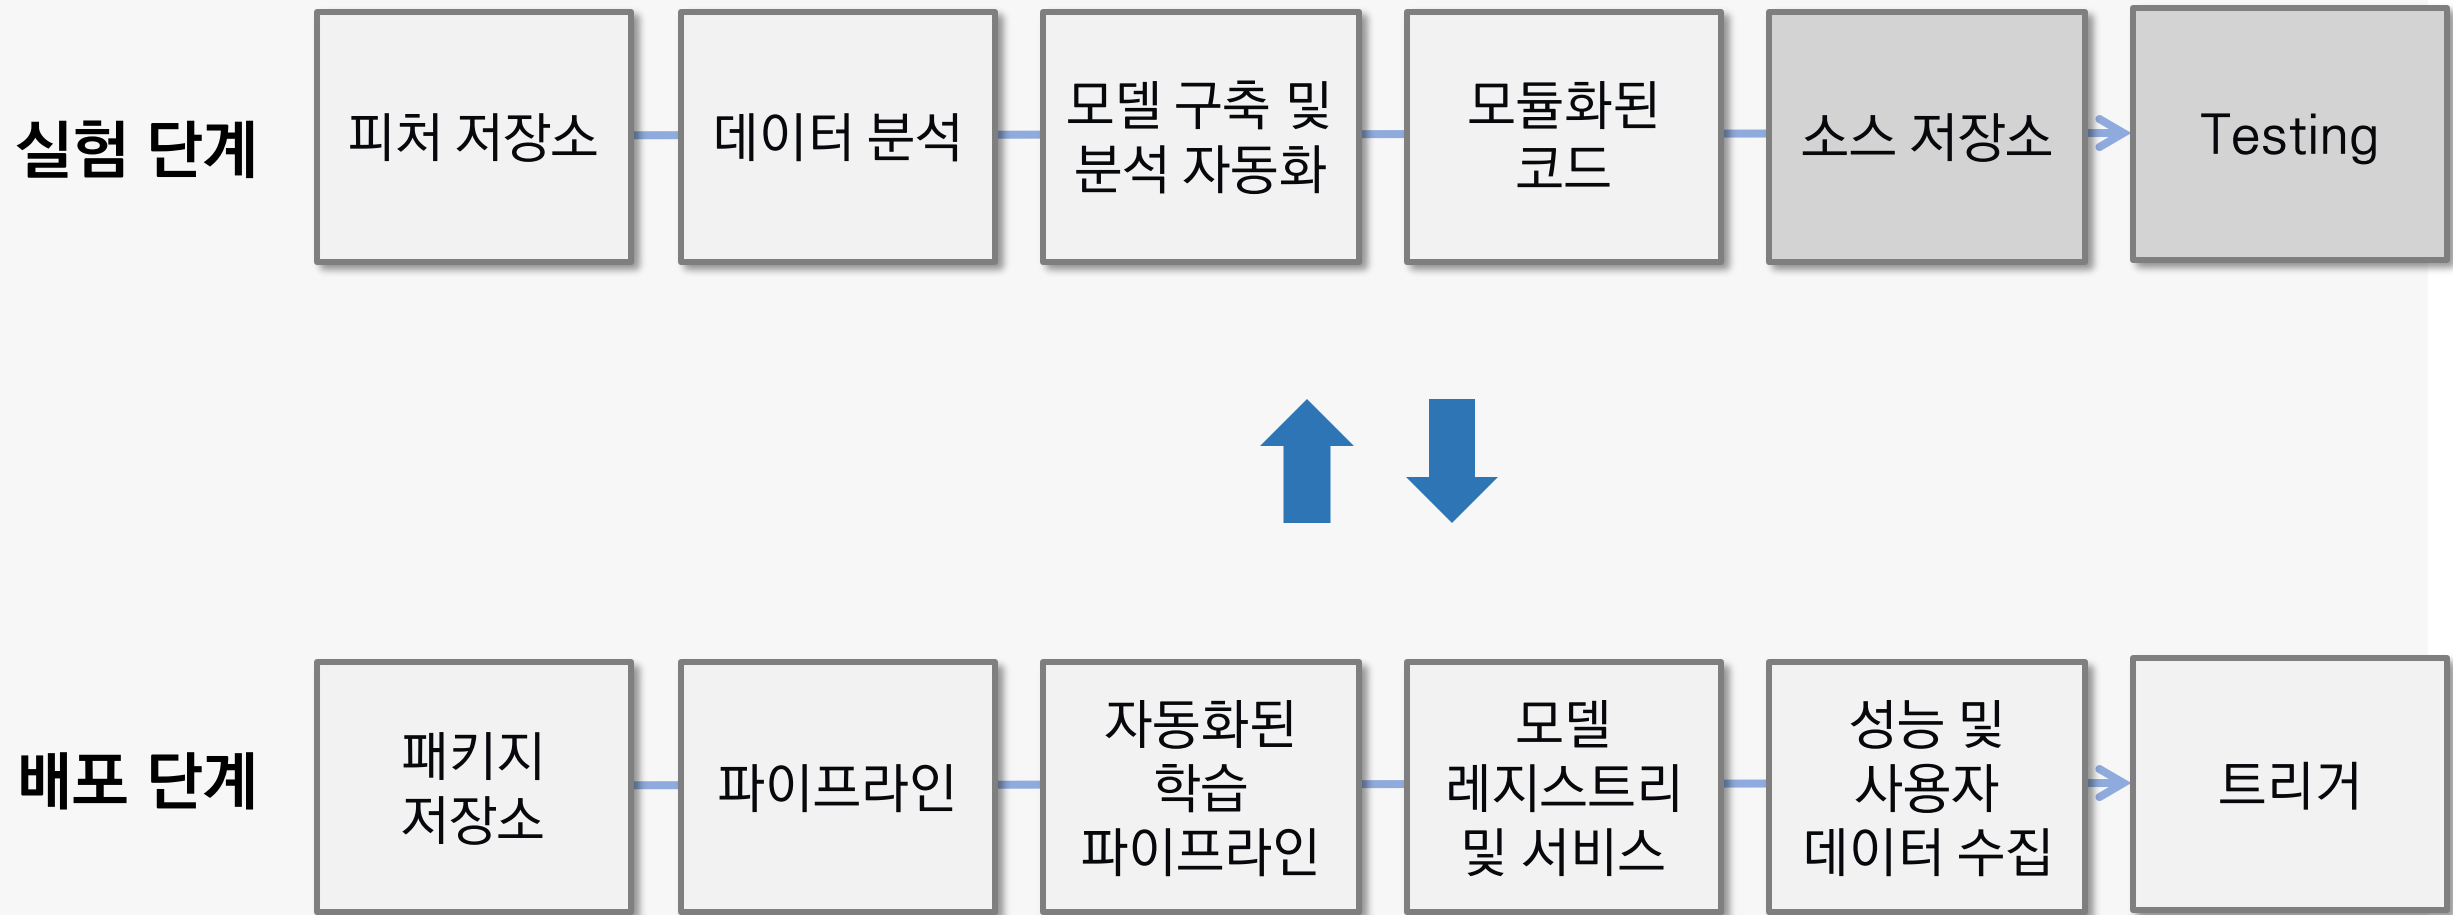 실험 단계
피처 저장소
데이터 분석
모델 구축 및
분석 자동화
모듈화된
코드
소스 저장소
Testing
배포 단계
패키지
저장소
파이프라인
자동화된
학습
파이프라인
모델
레지스트리
및 서비스
성능 및
사용자
데이터 수집
트리거